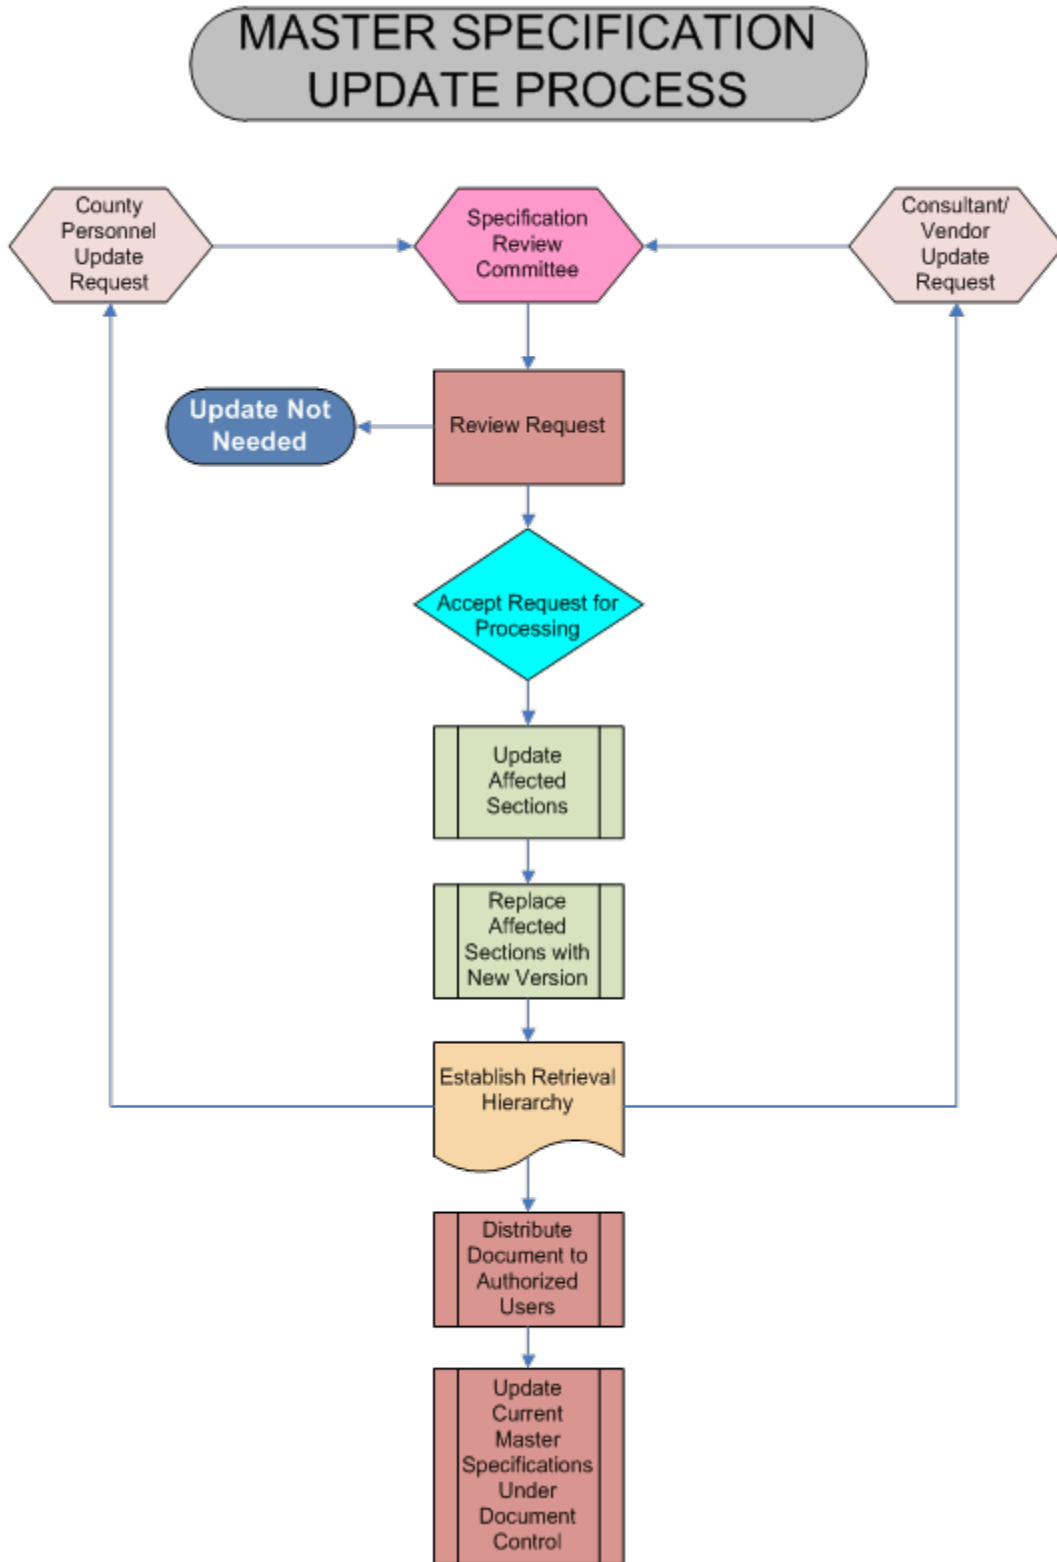 MASTER SPECIFICATION
UPDATE PROCESS
County
Personnel
Update
Request
Specification
Review
Committee
Consultant/
Vendor
Update
Request
Update Not
Needed
Review Request
Accept Request for
Processing
Update
Affected
Sections
Replace
Affected
Sections with
New Version
Establish Retrieval
Hierarchy
Distribute
Document to
Authorized
Users
Update
Current
Master
Specifications
Under
Document
Control